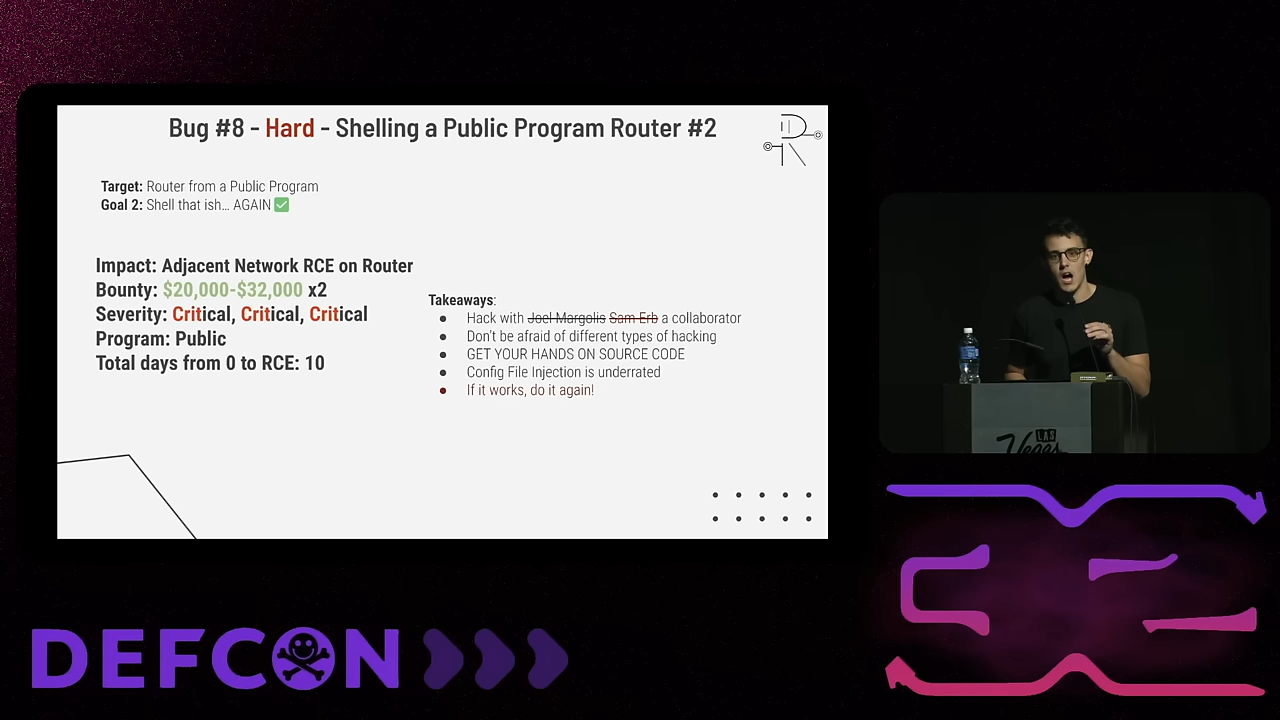 Bug #8 - Hard - Shelling a Public Program Router #2
Target: Router from a Public Program
Goal 2: Shell that ish... AGAIN ✅
Impact: Adjacent Network RCE on Router
Bounty: $20,000-$32,000 x2
Severity: Critical, Critical, Critical
Program: Public
Total days from 0 to RCE: 10
Takeaways:
● Hack with Joel Margolis Sam Erb a collaborator
● Don't be afraid of different types of hacking
● GET YOUR HANDS ON SOURCE CODE
● Config File Injection is underrated
● If it works, do it again!
LAS
Vegas
DEFCON